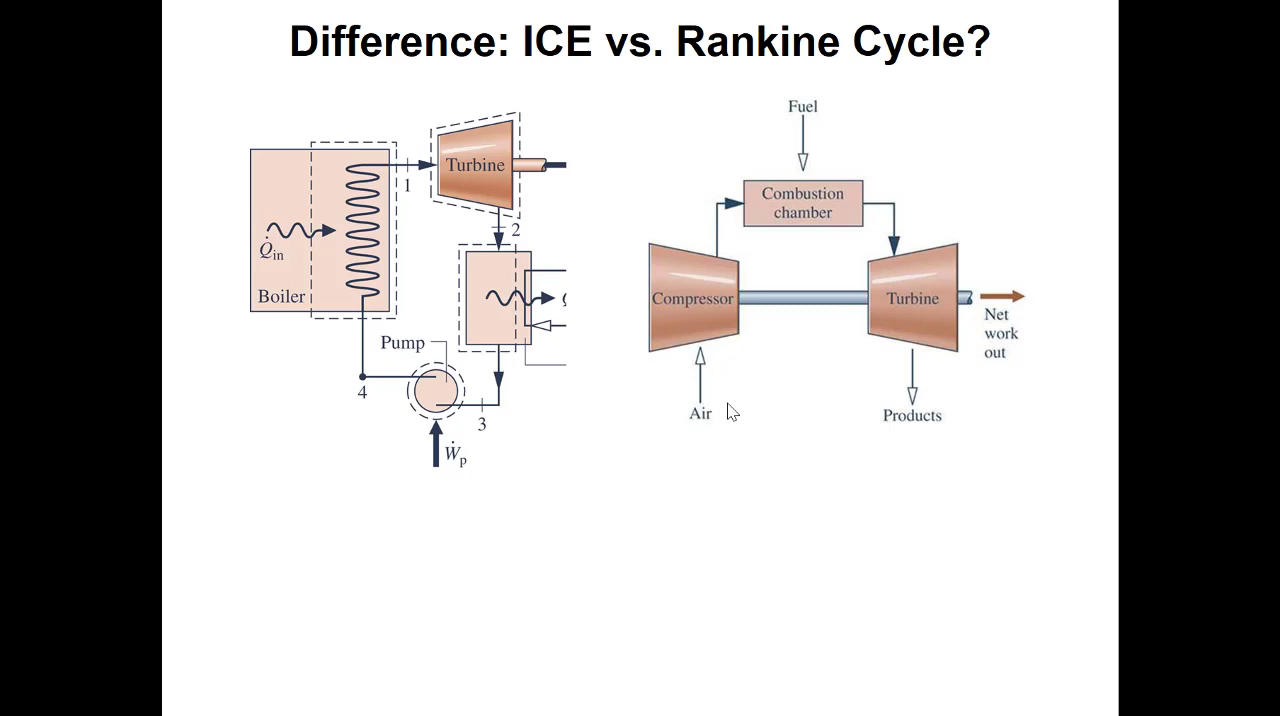 Difference: ICE vs. Rankine Cycle?
Turbine
1
2
Q̇in
Boiler
Pump
4
3
Ẇp
Fuel
Combustion
chamber
Compressor
Turbine
Net
work
out
Air
Products